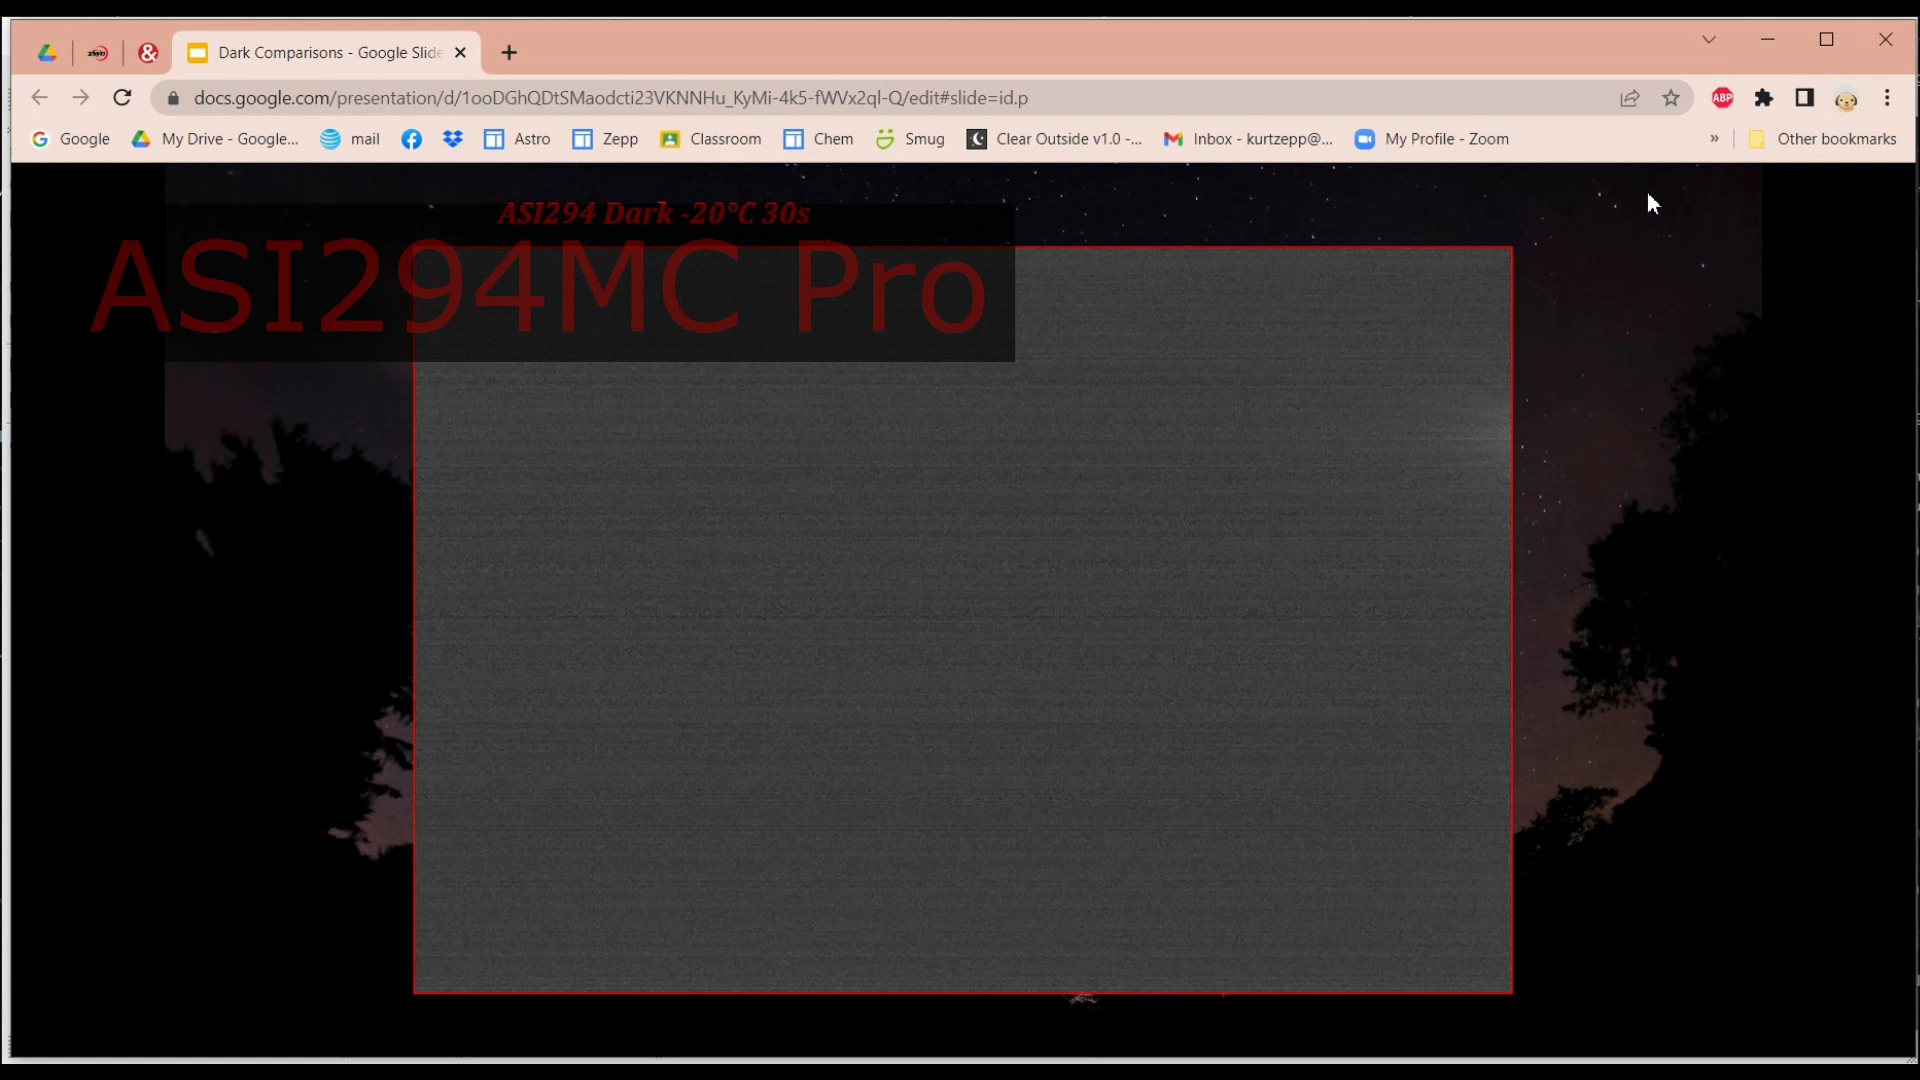 Dark Comparisons - Google Slide
docs.google.com/presentation/d/1ooDGhQDtSMaodcti23VKNNHu_KyMi-4k5-fWVx2ql-Q/edit#slide=id.p
ABP
Google My Drive - Google... mail Astro Zepp Classroom Chem Smug Clear Outside v1.0 -... Inbox - kurtzepp@... My Profile - Zoom » Other bookmarks
ASI294 Dark -20°C 30s
ASI294MC Pro